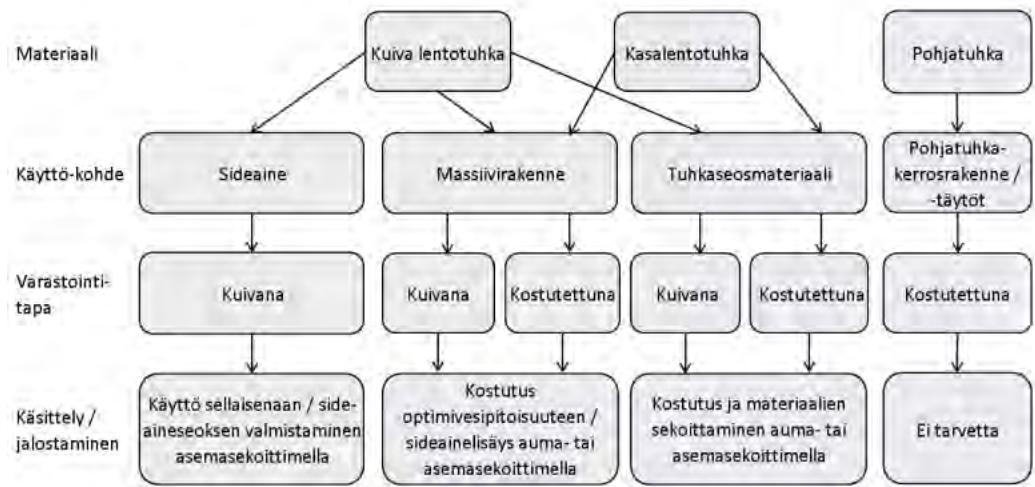 Materiaali
Kuiva lentotuhka
Kasalentotuhka
Pohjatuhka
Käyttö-kohde
Sideaine
Massiivirakenne
Tuhkaseosmateriaali
Pohjatuhka-
kerrosrakenne /
-täytöt
Varastointi-
tapa
Kuivana
Kuivana
Kostutettuna
Kuivana
Kostutettuna
Kostutettuna
Käsittely /
jalostaminen
Käyttö sellaisenaan / side-
aineseoksen valmistaminen
asemasekoittimella
Kostutus
optimivesipitoisuuteen /
sideainelisäys auma- tai
asemasekoittimella
Kostutus ja materiaalien
sekoittaminen auma- tai
asemasekoittimella
Ei tarvetta